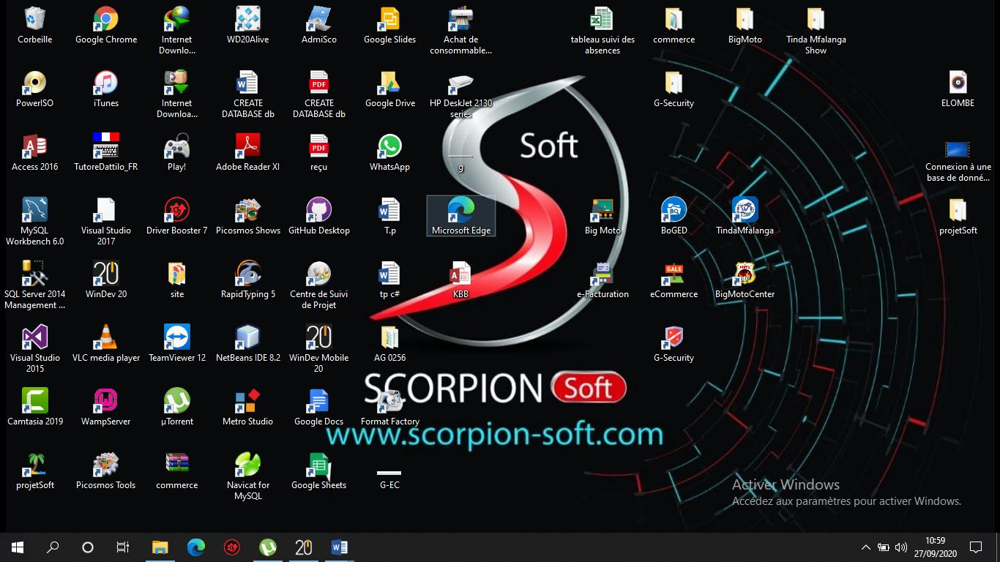 Corbeille
Google Chrome
Internet
Downlo...
WD20Alive
AdmiSco
Google Slides
Achat de
consommable...
tableau suivi des
absences
commerce
BigMoto
Tinda Mfalanga
Show
PowerISO
iTunes
Internet
Downloa...
CREATE
DATABASE db
CREATE
DATABASE db
Google Drive
HP DeskJet 2130
series
G-Security
ELOMBE
Access 2016
TutoreDattilo_FR
Play!
Adobe Reader XI
reçu
WhatsApp
g
Soft
Connexion à une
base de donné...
MySQL
Workbench 6.0
Visual Studio
2017
Driver Booster 7
Picosmos Shows
GitHub Desktop
T.p
Microsoft Edge
Big Moto
BoGED
TindaMfalanga
projetSoft
SQL Server 2014
Management ...
WinDev 20
site
RapidTyping 5
Centre de Suivi
de Projet
tp c#
KBB
e-Facturation
eCommerce
BigMotoCenter
Visual Studio
2015
VLC media player
TeamViewer 12
NetBeans IDE 8.2
WinDev Mobile
20
AG 0256
G-Security
SCORPION Soft
Camtasia 2019
WampServer
µTorrent
Metro Studio
Google Docs
Format Factory
www.scorpion-soft.com
projetSoft
Picosmos Tools
commerce
Navicat for
MySQL
Google Sheets
G-EC
Activer Windows
Accédez aux paramètres pour activer Windows.
10:59
27/09/2020